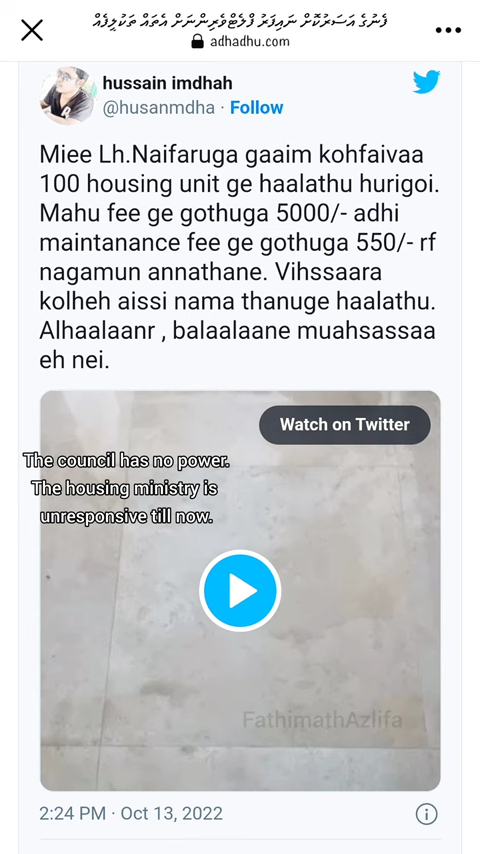 ފެނުގެ އަސަރުކޮށް ނައިފަރު ފްލެޓްވެރިންނަށް އެތައް ތަކުލީފެއް
adhadhu.com
hussain imdhah
@husanmdha · Follow
Miee Lh.Naifaruga gaaim kohfaivaa
100 housing unit ge haalathu hurigoi.
Mahu fee ge gothuga 5000/- adhi
maintanance fee ge gothuga 550/- rf
nagamun annathane. Vihssaara
kolheh aissi nama thanuge haalathu.
Alhaalaanr , balaalaane muahsassaa
eh nei.
Watch on Twitter
The council has no power.
The housing ministry is
unresponsive till now.
FathimathAzlifa
2:24 PM · Oct 13, 2022